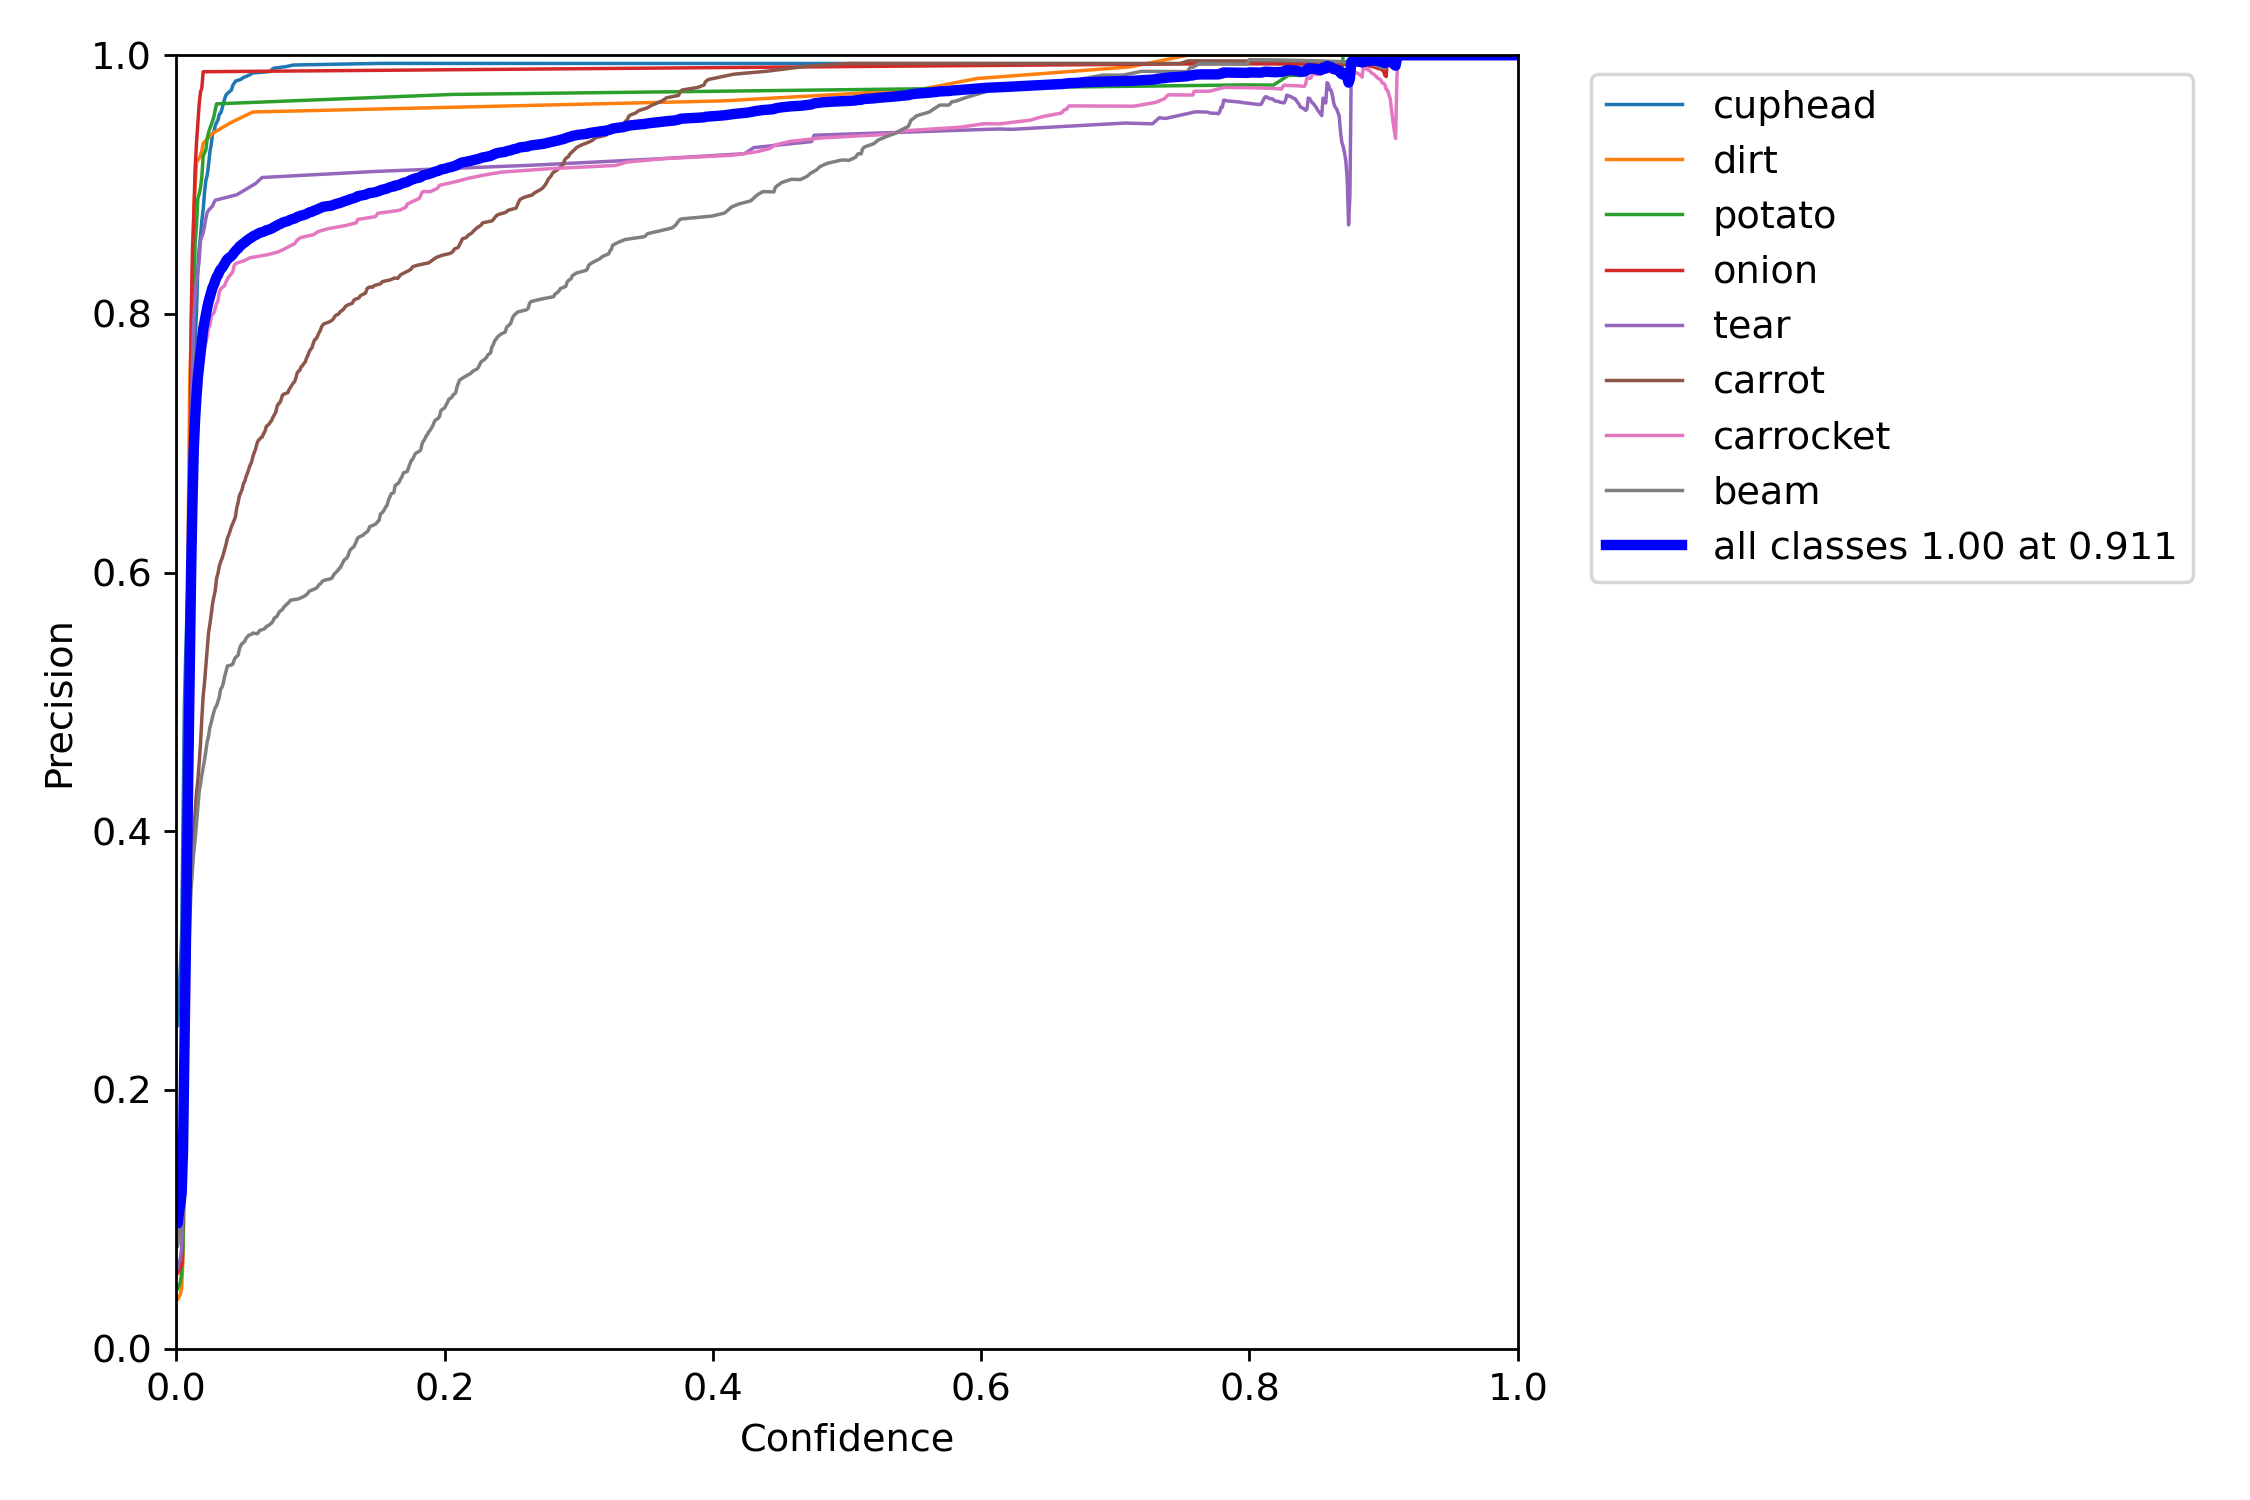 1.0
0.8
0.6
0.4
0.2
0.0
0.0 0.2 0.4 0.6 0.8 1.0
Precision
Confidence
cuphead
dirt
potato
onion
tear
carrot
carrocket
beam
all classes 1.00 at 0.911